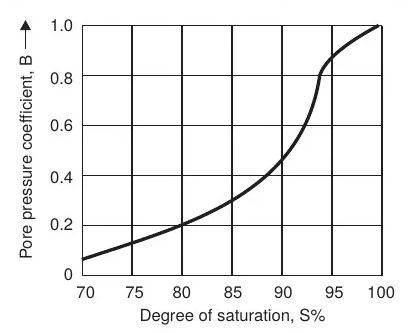 Pore pressure coefficient, B
1.0
0.8
0.6
0.4
0.2
0
70 75 80 85 90 95 100
Degree of saturation, S%